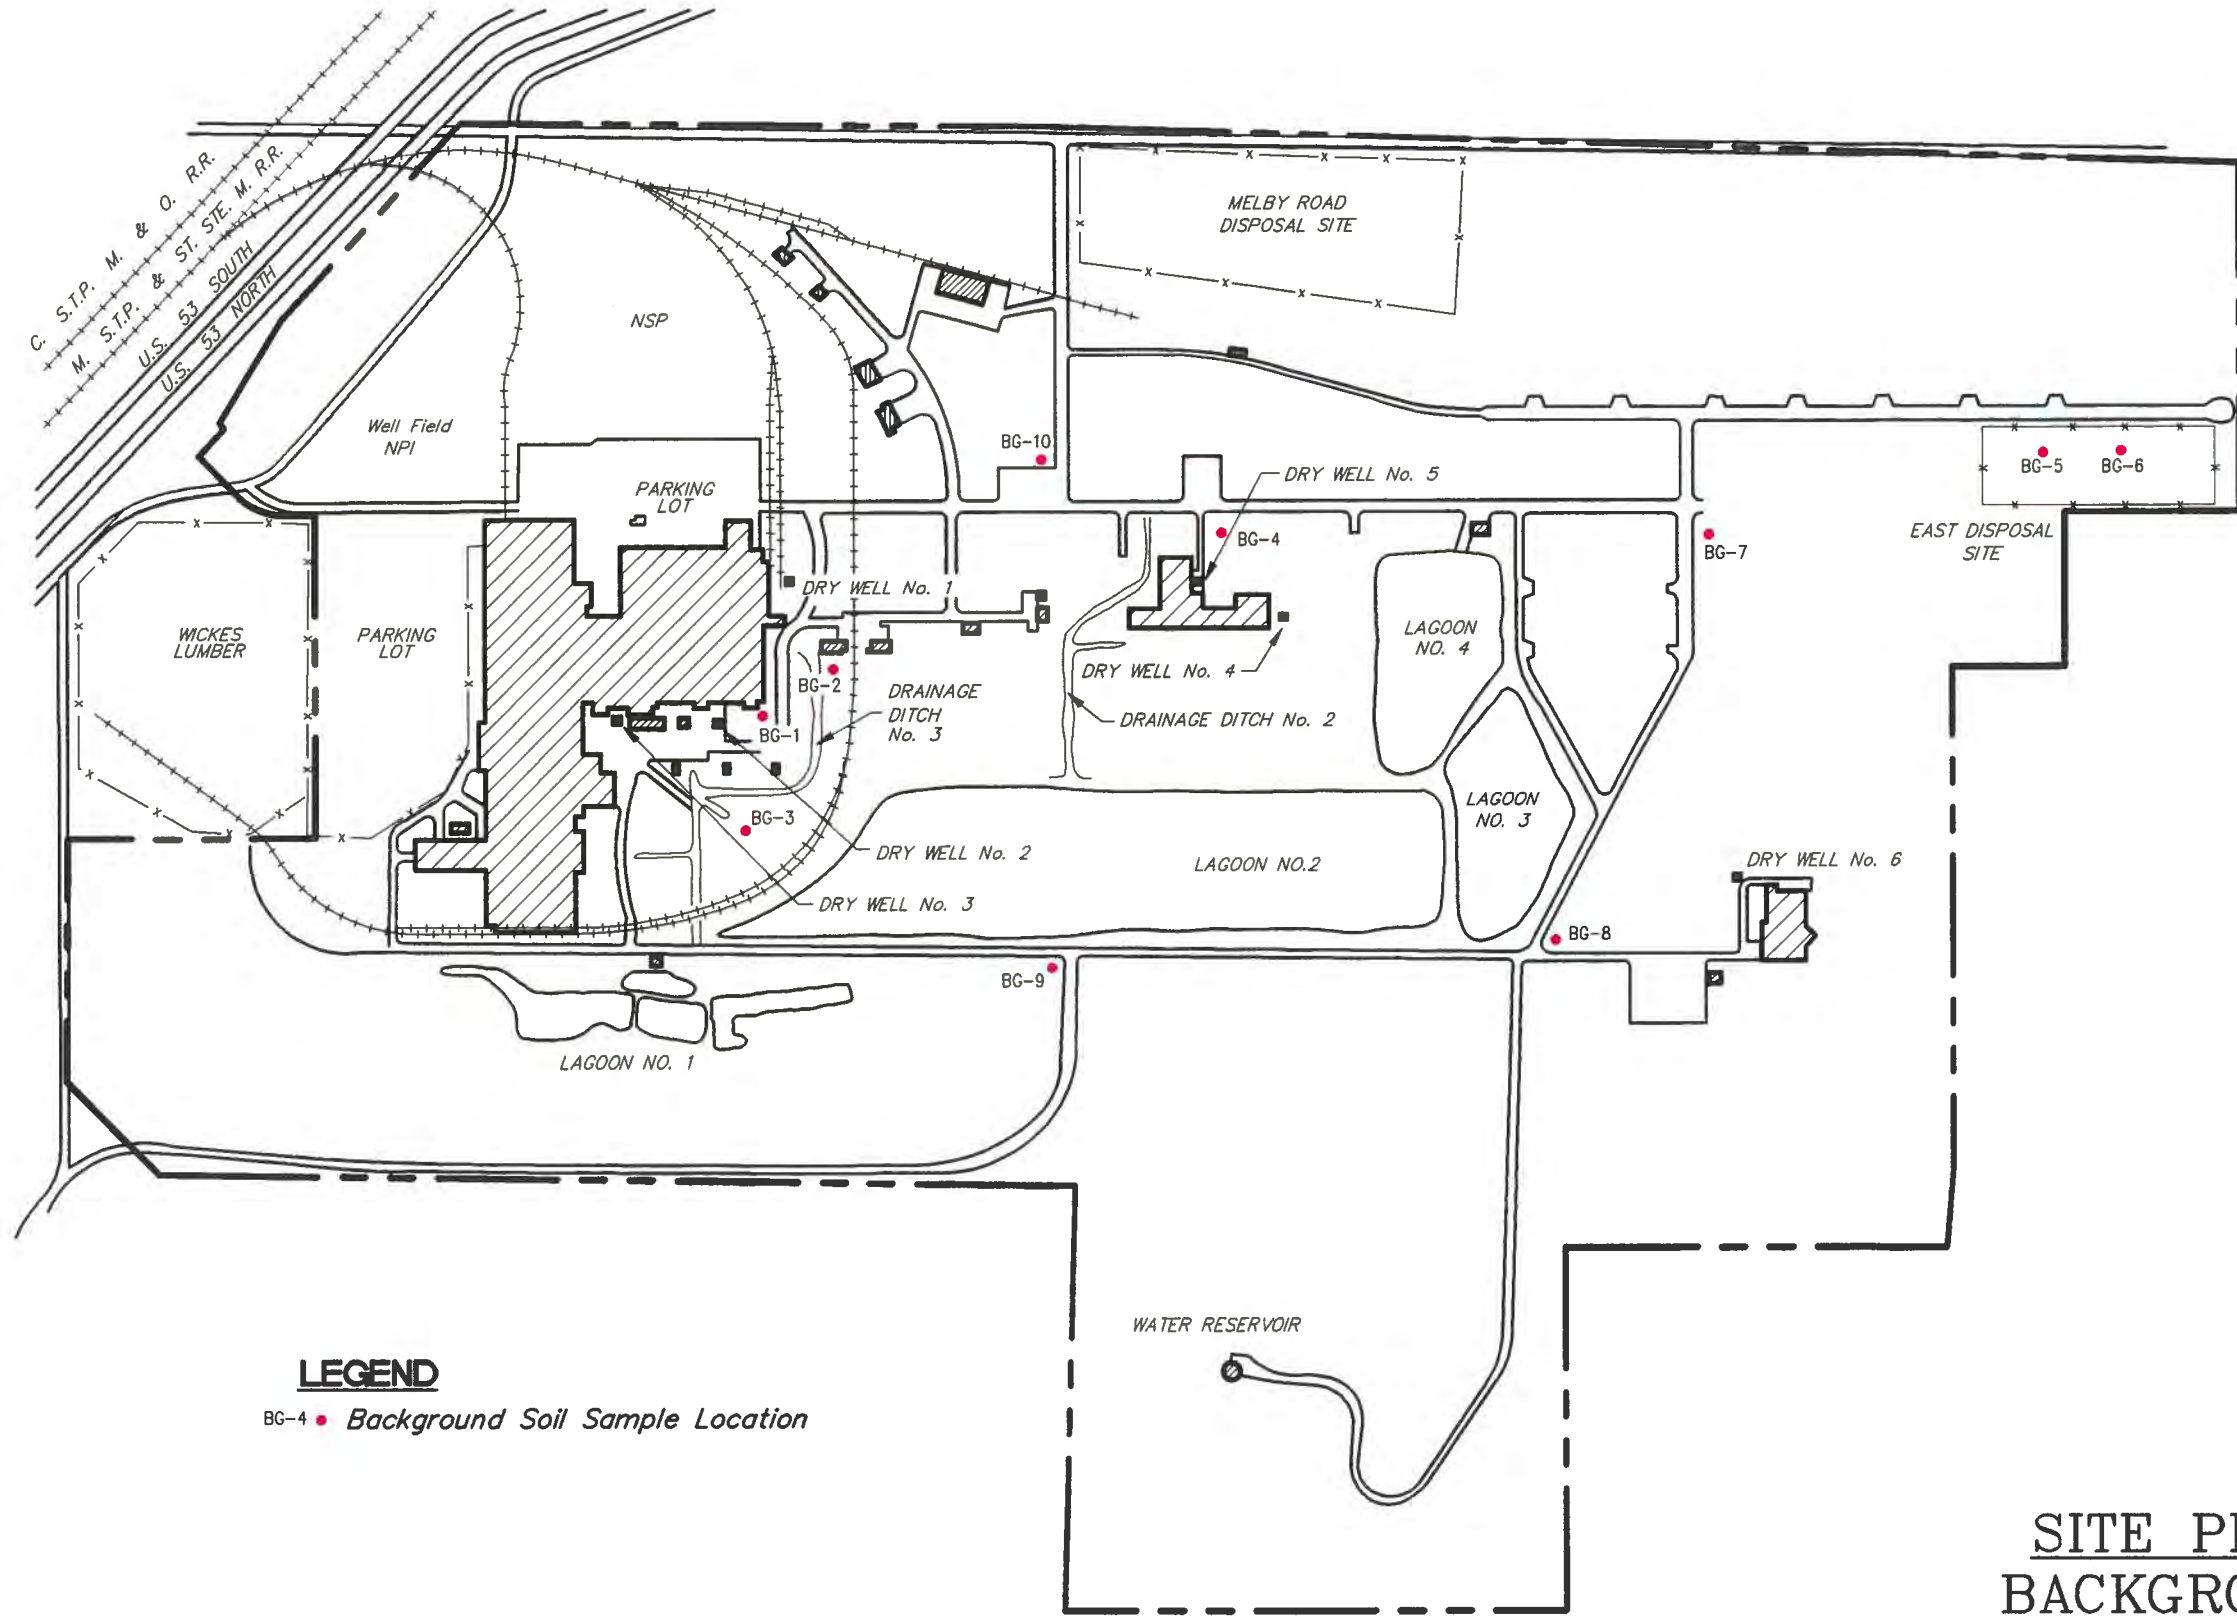 C. S.T.P. M. & O. R.R.
M. S.T.P. & ST. STE. M. R.R.
U.S. 53 SOUTH
U.S. 53 NORTH
MELBY ROAD
DISPOSAL SITE
NSP
Well Field
NPI
PARKING
LOT
BG-10
DRY WELL No. 5
BG-5
BG-6
EAST DISPOSAL
SITE
BG-4
BG-7
DRY WELL No. 1
WICKES
LUMBER
PARKING
LOT
LAGOON
NO. 4
DRY WELL No. 4
BG-2
DRAINAGE
DITCH
No. 3
DRAINAGE DITCH No. 2
BG-1
LAGOON
NO. 3
BG-3
DRY WELL No. 2
LAGOON NO.2
DRY WELL No. 6
DRY WELL No. 3
BG-8
BG-9
LAGOON NO. 1
WATER RESERVOIR
LEGEND
BG-4 Background Soil Sample Location
SITE
BACKGRO